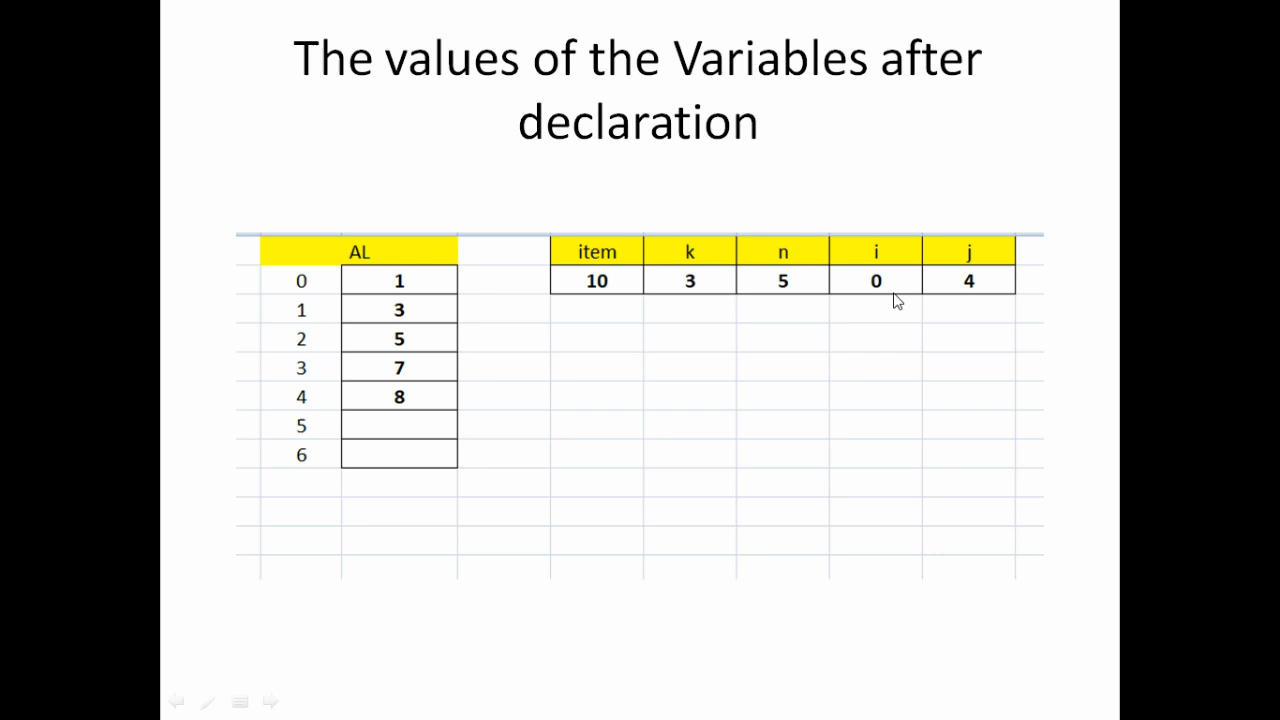 The values of the Variables after
declaration
AL item k n i j
0 1 10 3 5 0 4
1 3
2 5
3 7
4 8
5
6